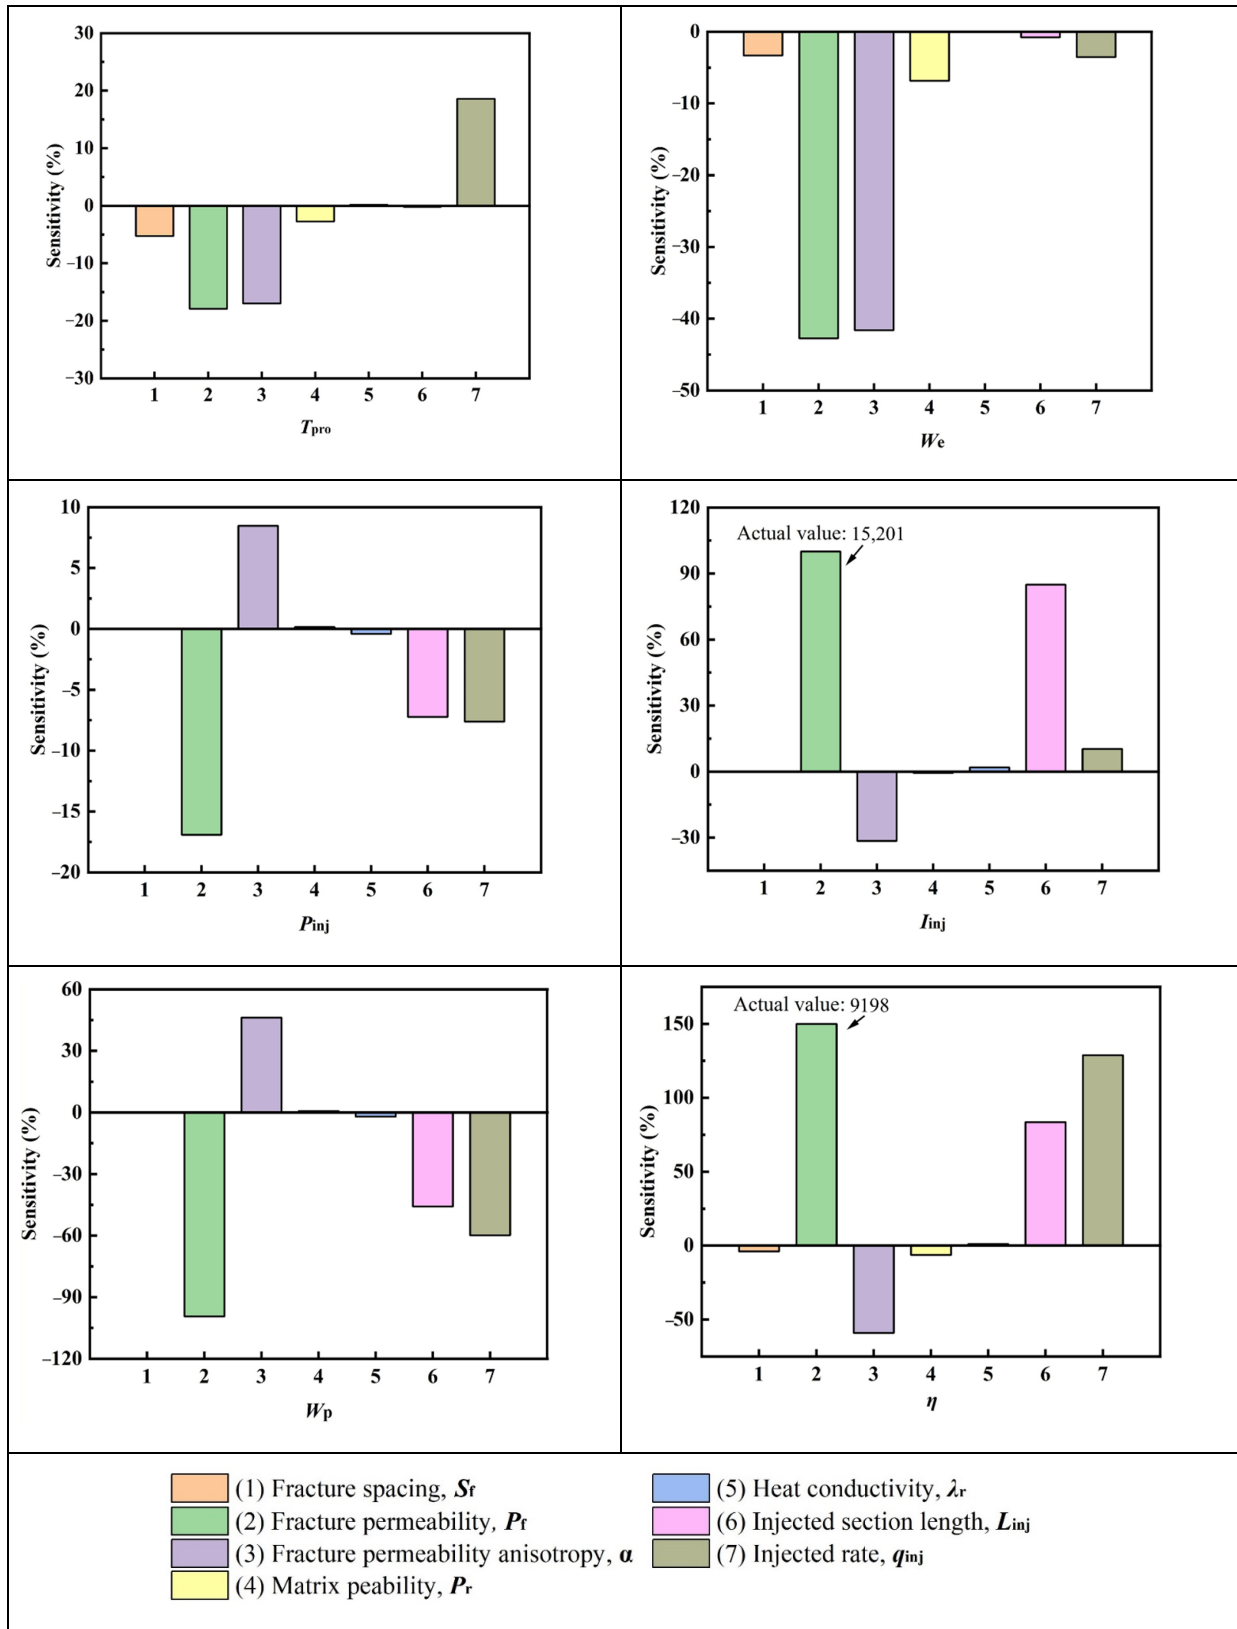 30
20
10
0
−10
−20
−30
Sensitivity (%)
1 2 3 4 5 6 7
Tpro
0
−10
−20
−30
−40
−50
Sensitivity (%)
1 2 3 4 5 6 7
We
10
5
0
−5
−10
−15
−20
Sensitivity (%)
1 2 3 4 5 6 7
Pinj
120
90
60
30
0
−30
Sensitivity (%)
Actual value: 15,201
1 2 3 4 5 6 7
Iinj
60
30
0
−30
−60
−90
−120
Sensitivity (%)
1 2 3 4 5 6 7
Wp
150
100
50
0
−50
Sensitivity (%)
Actual value: 9198
1 2 3 4 5 6 7
η
(1) Fracture spacing, Sf
(2) Fracture permeability, Pf
(3) Fracture permeability anisotropy, α
(4) Matrix peability, Pr
(5) Heat conductivity, λr
(6) Injected section length, Linj
(7) Injected rate, qinj